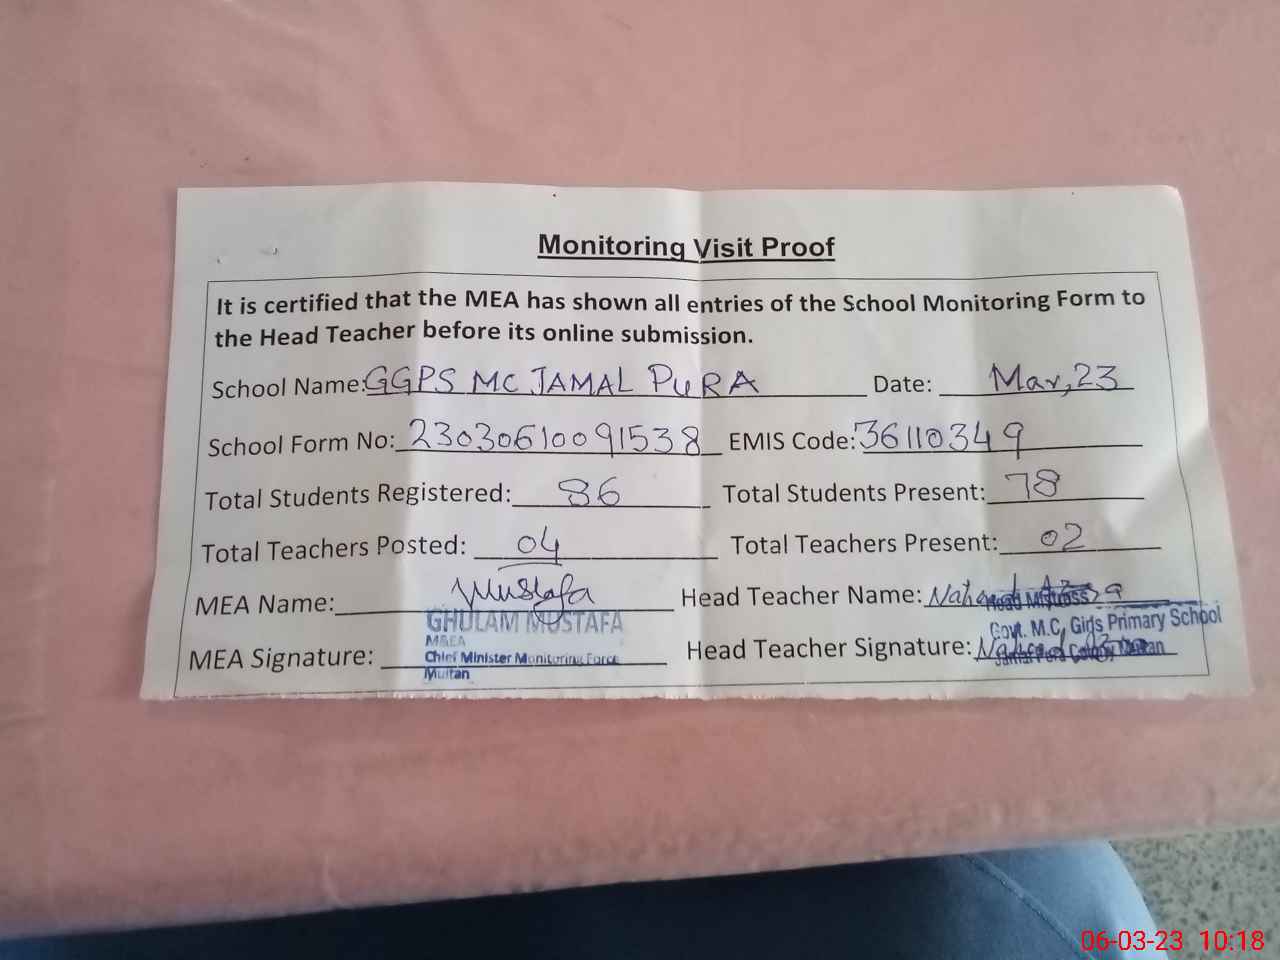 Monitoring Visit Proof
It is certified that the MEA has shown all entries of the School Monitoring Form to
the Head Teacher before its online submission.
School Name: GGPS MC JAMAL PURA Date: Mar,23
School Form No: 23030610091538 EMIS Code: 36110349
Total Students Registered: 86 Total Students Present: 78
Total Teachers Posted: 04 Total Teachers Present: 02
MEA Name: Mustafa Head Teacher Name:
GHULAM MUSTAFA
M&EA
Chief Minister Monitoring Force
Multan
Head Mistress
Govt. M.C, Girls Primary School
MEA Signature: Head Teacher Signature:
06-03-23 10:18